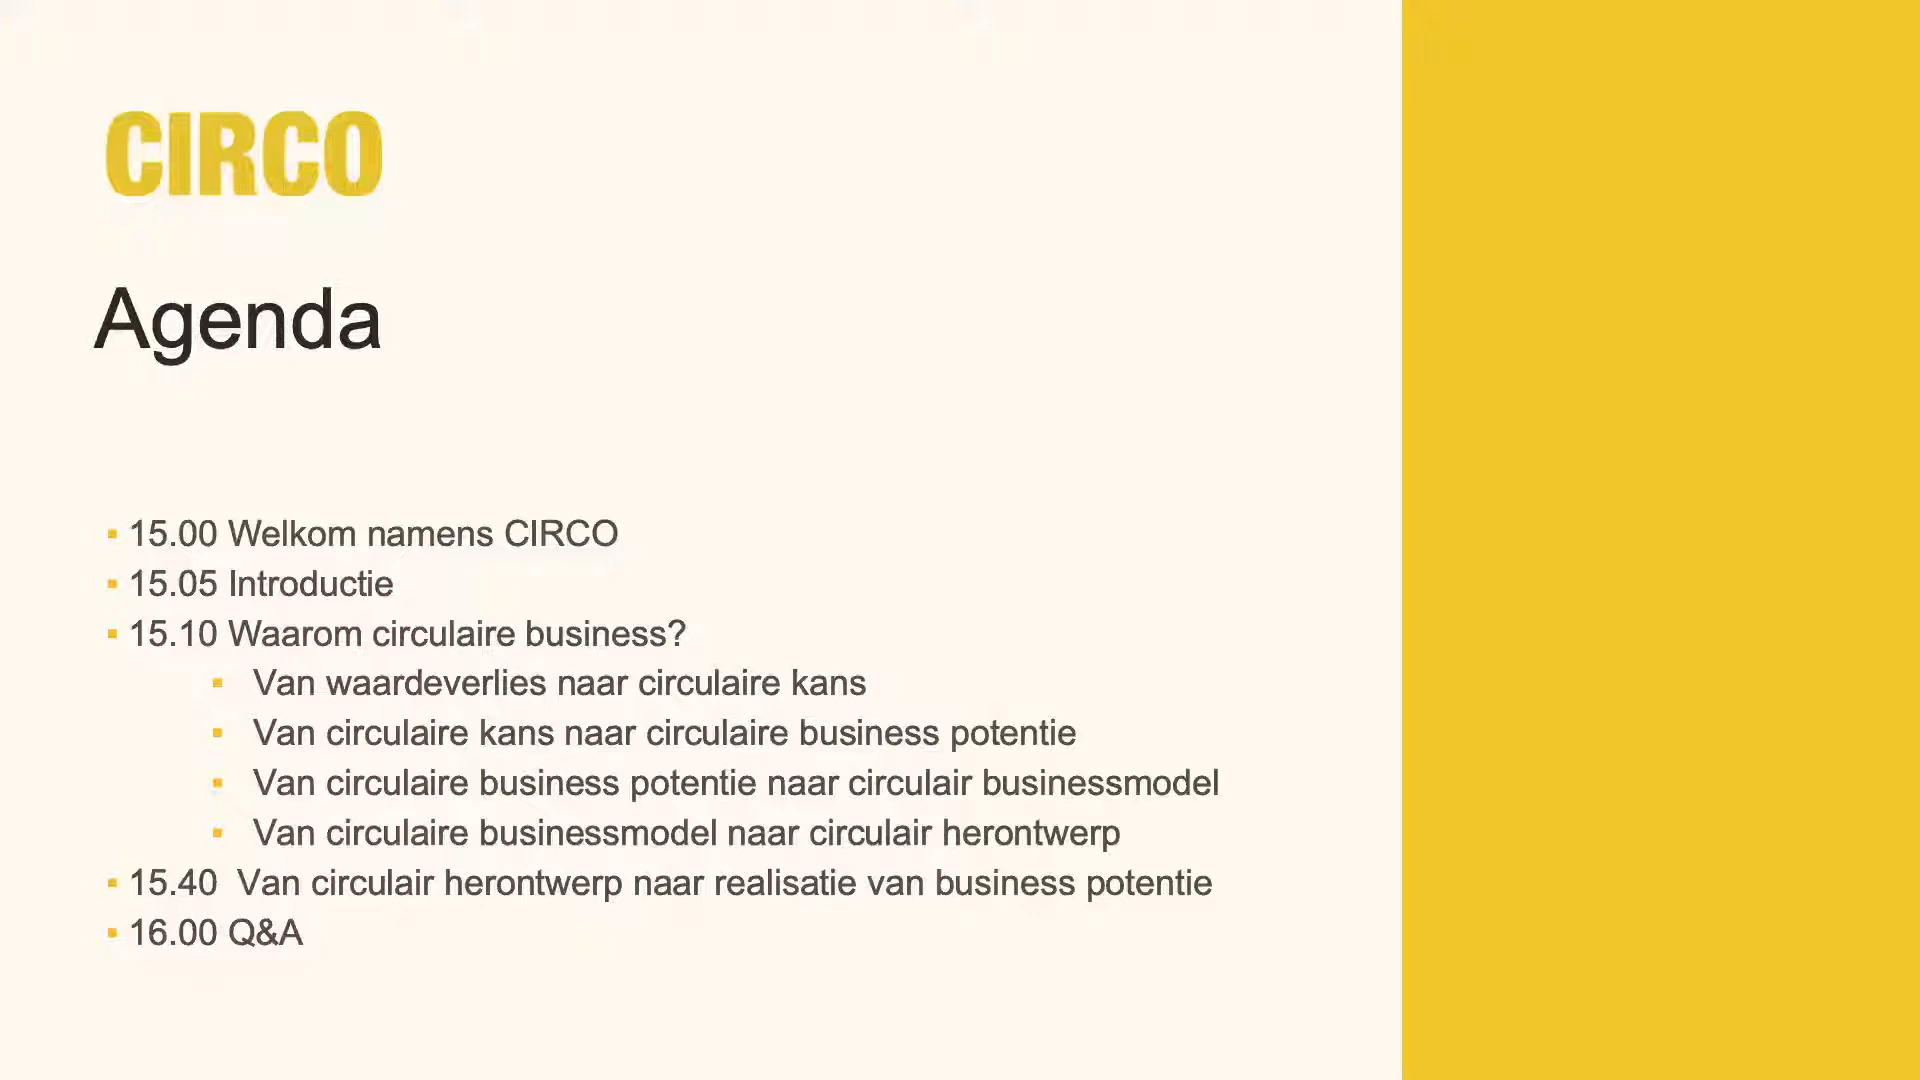 CIRCO
Agenda
▪ 15.00 Welkom namens CIRCO
▪ 15.05 Introductie
▪ 15.10 Waarom circulaire business?
▪ Van waardeverlies naar circulaire kans
▪ Van circulaire kans naar circulaire business potentie
▪ Van circulaire business potentie naar circulair businessmodel
▪ Van circulaire businessmodel naar circulair herontwerp
▪ 15.40 Van circulair herontwerp naar realisatie van business potentie
▪ 16.00 Q&A